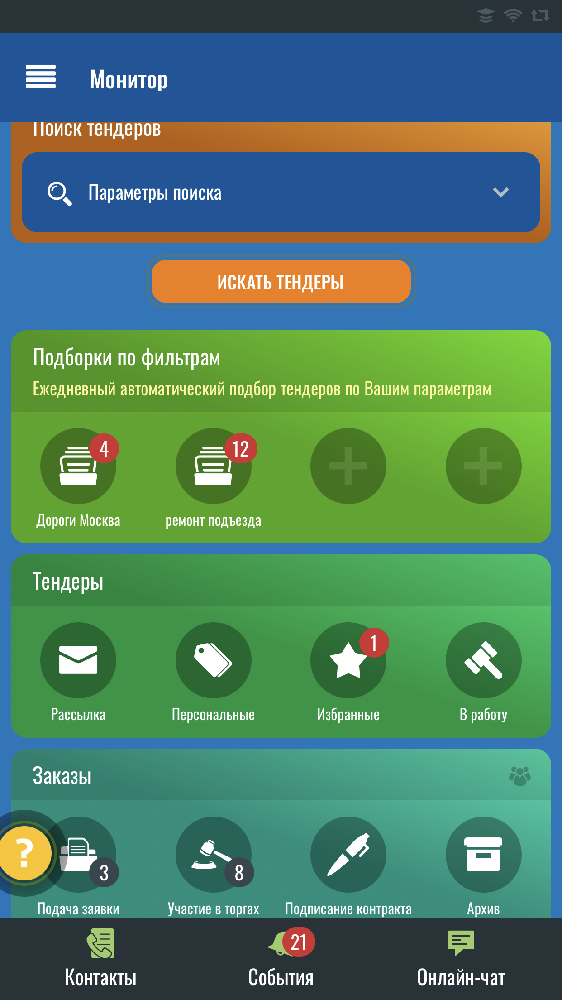 Монитор
Поиск тендеров
Параметры поиска
ИСКАТЬ ТЕНДЕРЫ
Подборки по фильтрам
Ежедневный автоматический подбор тендеров по Вашим параметрам
4
12
Дороги Москва
ремонт подъезда
Тендеры
1
Рассылка
Персональные
Избранные
В работу
Заказы
?
3
8
Подача заявки
Участие в торгах
Подписание контракта
Архив
21
Контакты
События
Онлайн-чат